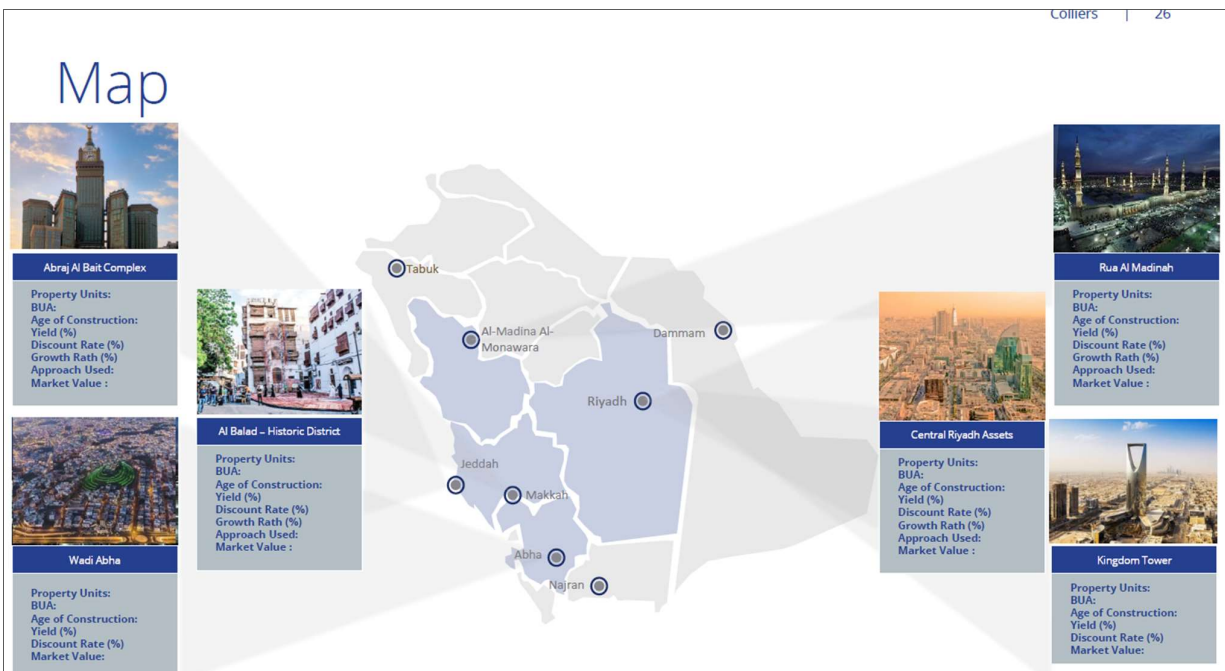 Colliers | 26
Map
Abraj Al Bait Complex
Property Units:
BUA:
Age of Construction:
Yield (%)
Discount Rate (%)
Growth Rath (%)
Approach Used:
Market Value :
Wadi Abha
Property Units:
BUA:
Age of Construction:
Yield (%)
Discount Rate (%)
Market Value:
Al Balad – Historic District
Property Units:
BUA:
Age of Construction:
Yield (%)
Discount Rate (%)
Growth Rath (%)
Approach Used:
Market Value :
Tabuk
Al-Madina Al-
Monawara
Dammam
Riyadh
Jeddah
Makkah
Abha
Najran
Central Riyadh Assets
Property Units:
BUA:
Age of Construction:
Yield (%)
Discount Rate (%)
Growth Rath (%)
Approach Used:
Market Value :
Rua Al Madinah
Property Units:
BUA:
Age of Construction:
Yield (%)
Discount Rate (%)
Growth Rath (%)
Approach Used:
Market Value :
Kingdom Tower
Property Units:
BUA:
Age of Construction:
Yield (%)
Discount Rate (%)
Market Value: